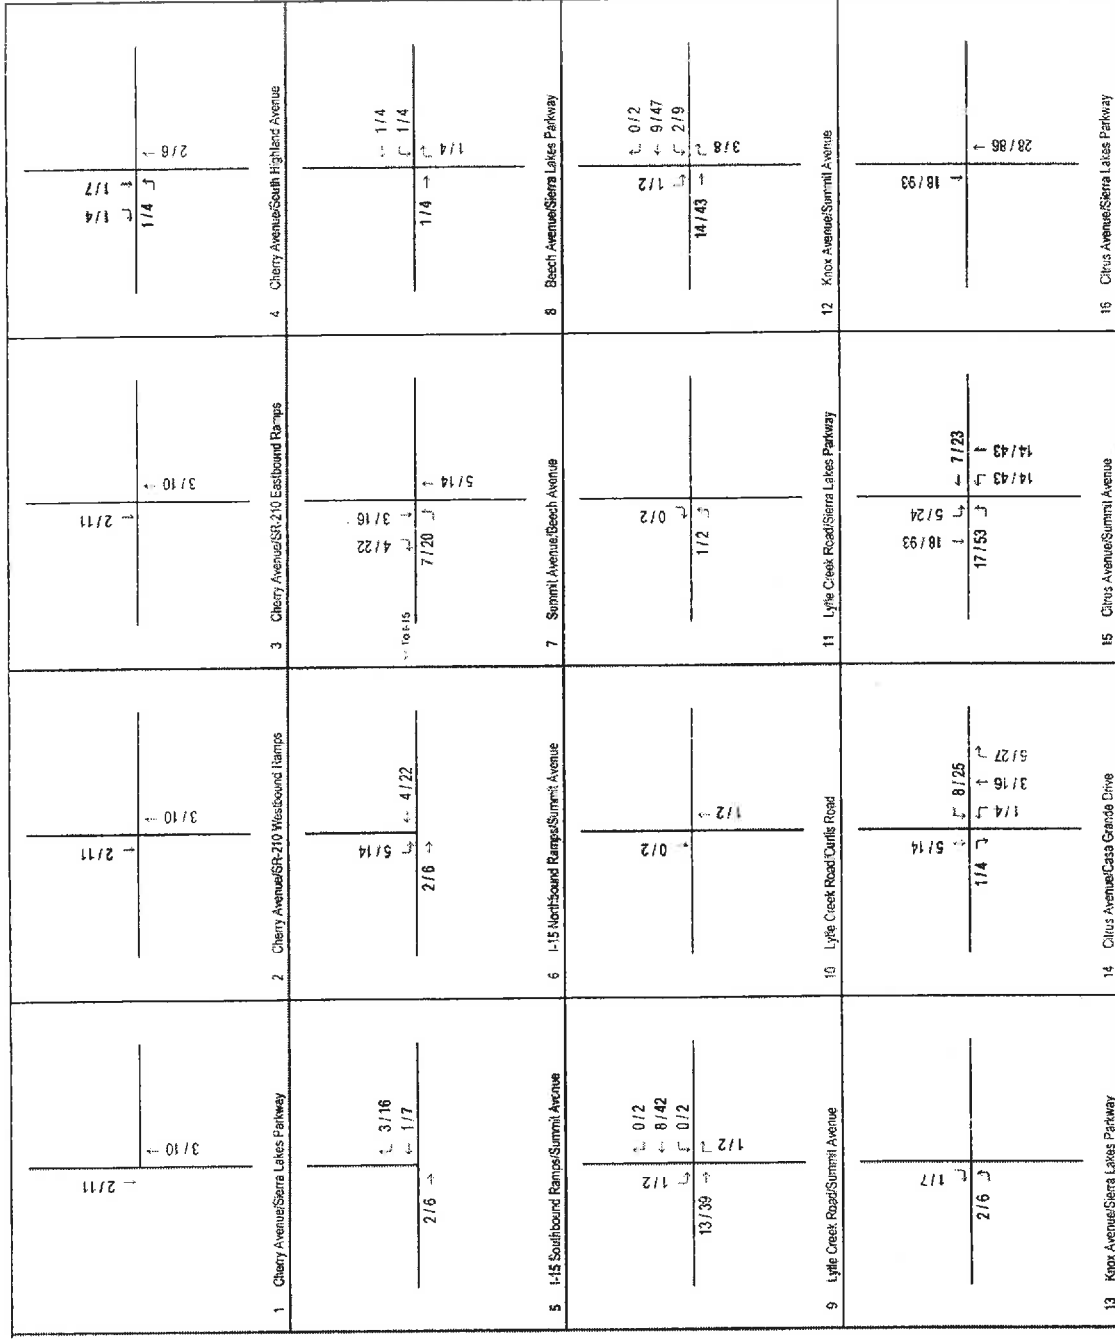 2 / 11
3 / 10
1 Cherry Avenue/Sierra Lakes Parkway
2 / 11
3 / 10
2 Cherry Avenue/SR-210 Westbound Ramps
2 / 11
3 / 10
3 Cherry Avenue/SR-210 Eastbound Ramps
1 / 4
1 / 7
1 / 4
2 / 6
4 Cherry Avenue/South Highland Avenue
3 / 16
1 / 7
2 / 6
5 I-15 Southbound Ramps/Summit Avenue
5 / 14
4 / 22
2 / 6
6 I-15 Northbound Ramps/Summit Avenue
To I-15
4 / 22
3 / 16
7 / 20
5 / 14
7 Summit Avenue/Beech Avenue
1 / 4
1 / 4
1 / 4
1 / 4
8 Beech Avenue/Sierra Lakes Parkway
1 / 2
0 / 2
8 / 42
0 / 2
13 / 39
1 / 2
9 Lytle Creek Road/Summit Avenue
0 / 2
1 / 2
10 Lytle Creek Road/Curtis Road
0 / 2
1 / 2
11 Lytle Creek Road/Sierra Lakes Parkway
1 / 2
0 / 2
9 / 47
2 / 9
14 / 43
3 / 8
12 Knox Avenue/Summit Avenue
1 / 7
2 / 6
13 Knox Avenue/Sierra Lakes Parkway
5 / 14
8 / 25
1 / 4
1 / 4
3 / 16
14 Citrus Avenue/Casa Grande Drive
18 / 93
5 / 24
7 / 23
17 / 53
14 / 43
14 / 43
15 Citrus Avenue/Summit Avenue
18 / 93
28 / 86
16 Citrus Avenue/Sierra Lakes Parkway